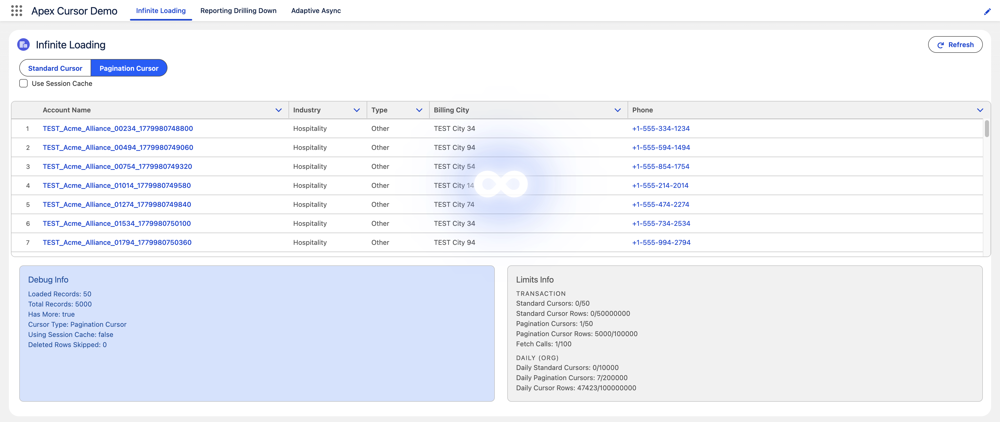 Apex Cursor Demo Infinite Loading Reporting Drilling Down Adaptive Async
Infinite Loading
Refresh
Standard Cursor Pagination Cursor
Use Session Cache
Account Name Industry Type Billing City Phone
1 TEST_Acme_Alliance_00234_1779980748800 Hospitality Other TEST City 34 +1-555-334-1234
2 TEST_Acme_Alliance_00494_1779980749060 Hospitality Other TEST City 94 +1-555-594-1494
3 TEST_Acme_Alliance_00754_1779980749320 Hospitality Other TEST City 54 +1-555-854-1754
4 TEST_Acme_Alliance_01014_1779980749580 Hospitality Other TEST City 14 +1-555-214-2014
5 TEST_Acme_Alliance_01274_1779980749840 Hospitality Other TEST City 74 +1-555-474-2274
6 TEST_Acme_Alliance_01534_1779980750100 Hospitality Other TEST City 34 +1-555-734-2534
7 TEST_Acme_Alliance_01794_1779980750360 Hospitality Other TEST City 94 +1-555-994-2794
Debug Info
Loaded Records: 50
Total Records: 5000
Has More: true
Cursor Type: Pagination Cursor
Using Session Cache: false
Deleted Rows Skipped: 0
Limits Info
TRANSACTION
Standard Cursors: 0/50
Standard Cursor Rows: 0/50000000
Pagination Cursors: 1/50
Pagination Cursor Rows: 5000/100000
Fetch Calls: 1/100
DAILY (ORG)
Daily Standard Cursors: 0/10000
Daily Pagination Cursors: 7/200000
Daily Cursor Rows: 47423/100000000